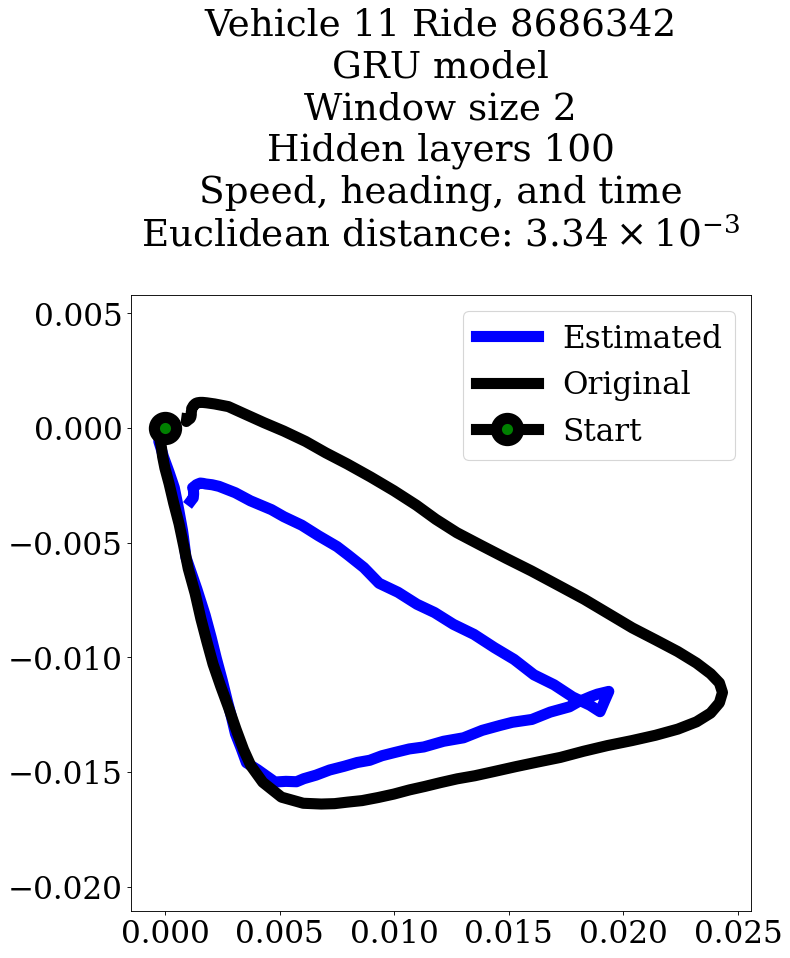 Vehicle 11 Ride 8686342
GRU model
Window size 2
Hidden layers 100
Speed, heading, and time
Euclidean distance: 3.34 × 10⁻³
Estimated
Original
Start
0.005
0.000
−0.005
−0.010
−0.015
−0.020
0.000 0.005 0.010 0.015 0.020 0.025